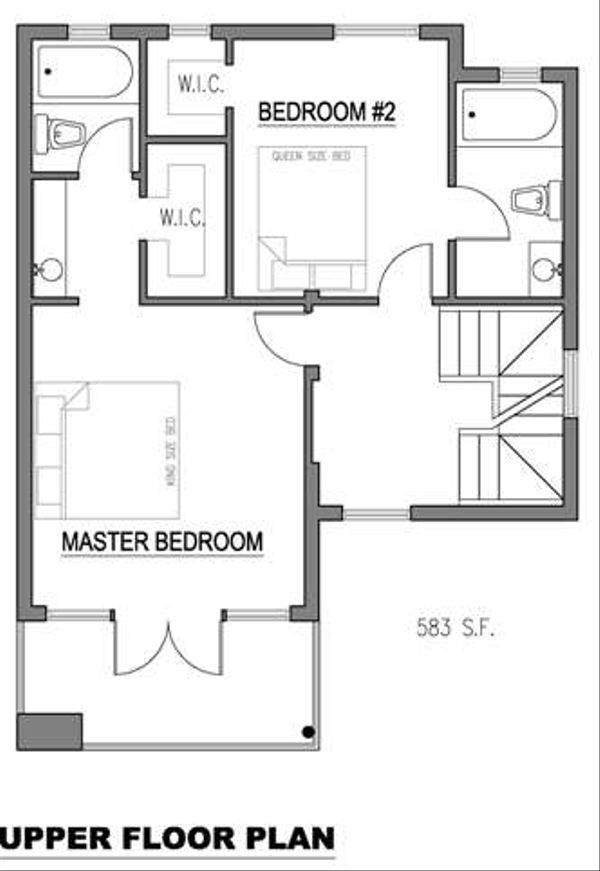 W.I.C.
BEDROOM #2
QUEEN SIZE BED
W.I.C.
KING SIZE BED
MASTER BEDROOM
583 S.F.
UPPER FLOOR PLAN